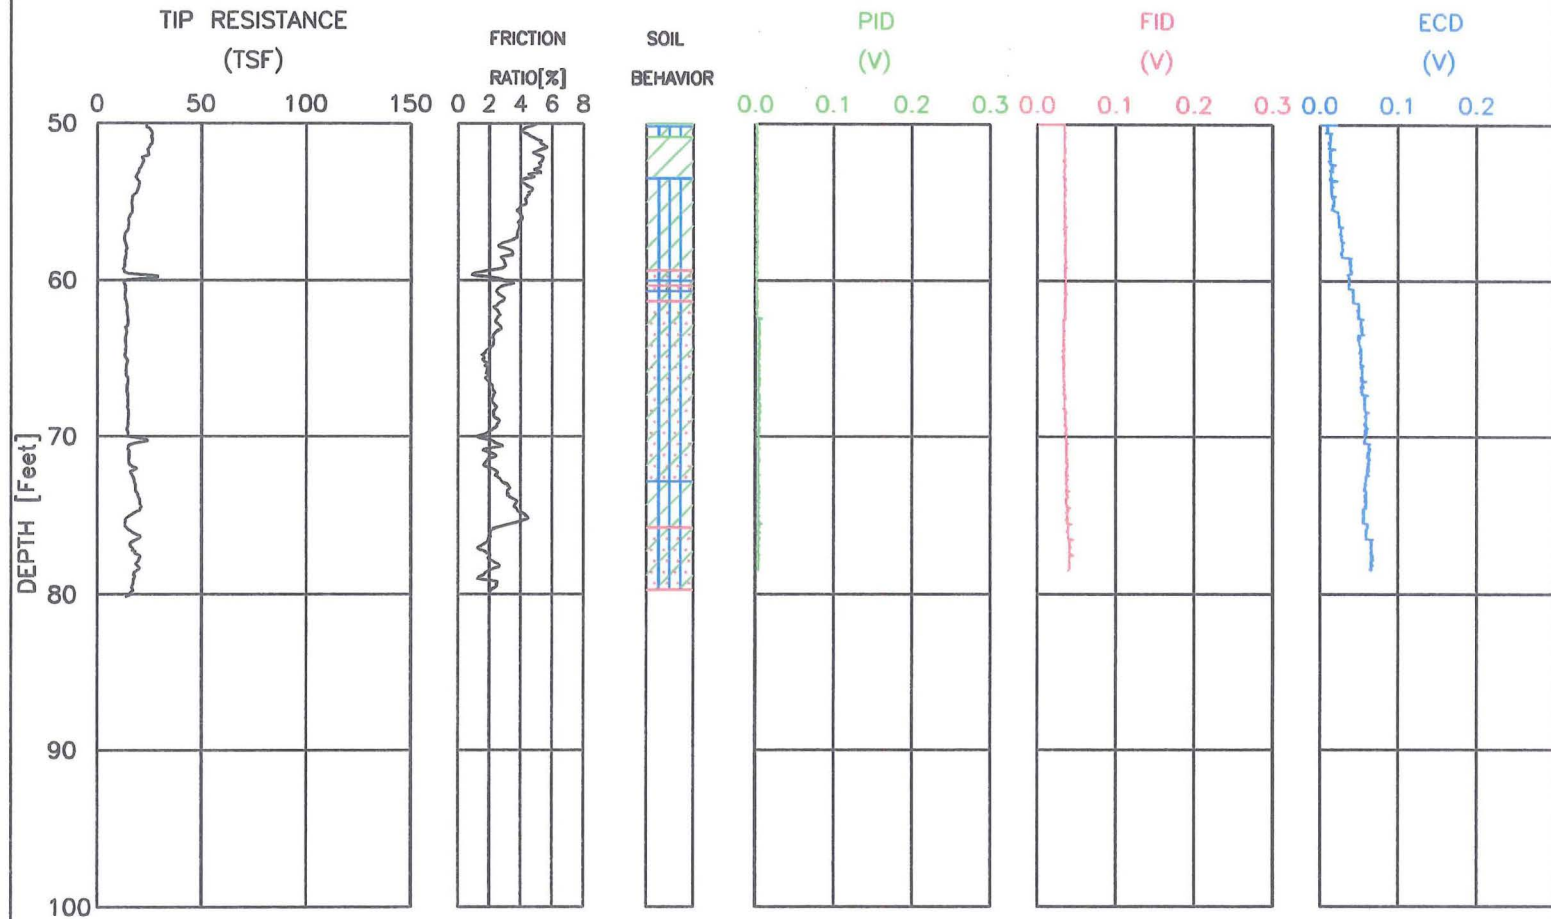 TIP RESISTANCE
(TSF)
0 50 100 150
FRICTION
RATIO[%]
0 2 4 6 8
SOIL
BEHAVIOR
PID
(V)
0.0 0.1 0.2 0.3
FID
(V)
0.0 0.1 0.2 0.3
ECD
(V)
0.0 0.1 0.2
DEPTH [Feet]
50
60
70
80
90
100